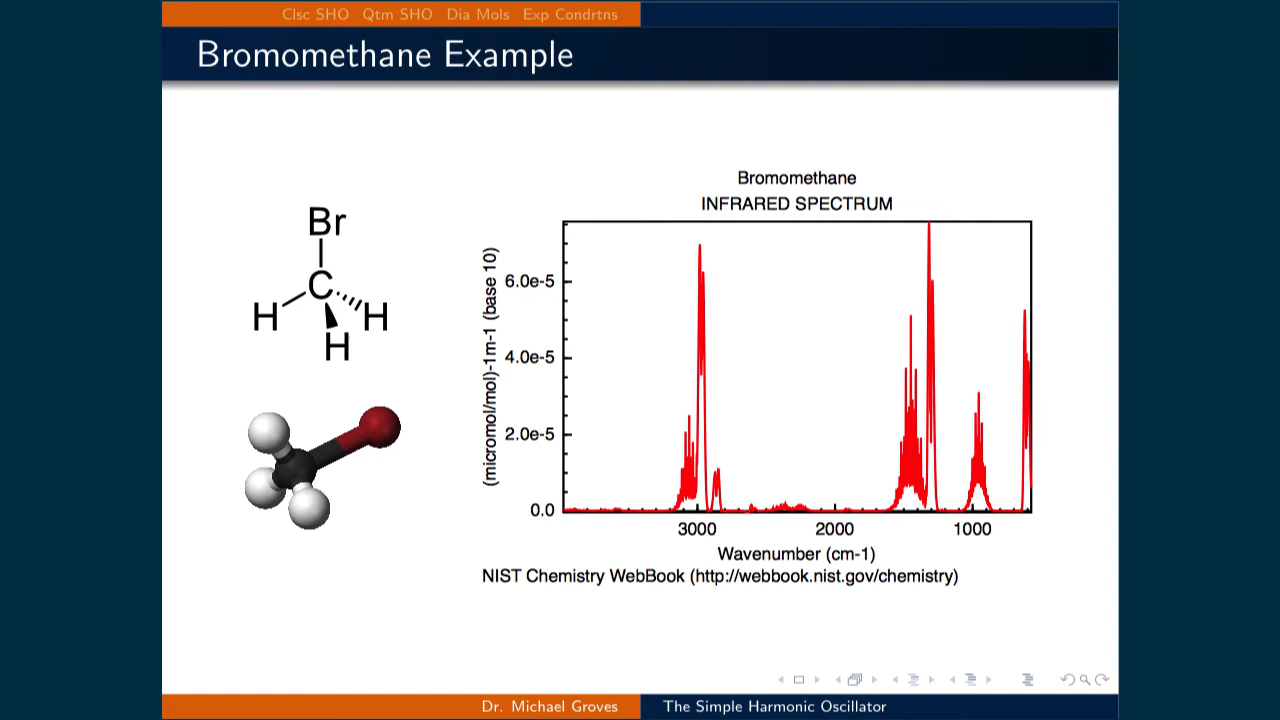 Clsc SHO Qtm SHO Dia Mols Exp Condrtns
Bromomethane Example
Br
C
H
H
H
Bromomethane
INFRARED SPECTRUM
(micromol/mol)-1m-1 (base 10)
6.0e-5
4.0e-5
2.0e-5
0.0
3000 2000 1000
Wavenumber (cm-1)
NIST Chemistry WebBook (http://webbook.nist.gov/chemistry)
Dr. Michael Groves The Simple Harmonic Oscillator